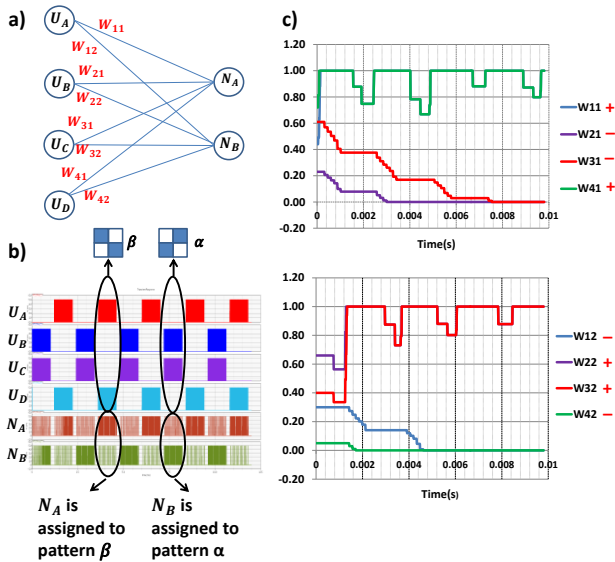 a)
U_A
W_11
W_12
U_B
W_21
W_22
N_A
W_31
N_B
U_C
W_32
W_41
U_D
W_42
b)
β
α
U_A
U_B
U_C
U_D
N_A
N_B
N_A is assigned to pattern β
N_B is assigned to pattern α
c)
1.20
1.00
0.80
0.60
0.40
0.20
0.00
-0.20
0 0.002 0.004 0.006 0.008 0.01
Time(s)
W11 +
W21 −
W31 −
W41 +
1.20
1.00
0.80
0.60
0.40
0.20
0.00
-0.20
0 0.002 0.004 0.006 0.008 0.01
Time(s)
W12 −
W22 +
W32 +
W42 −